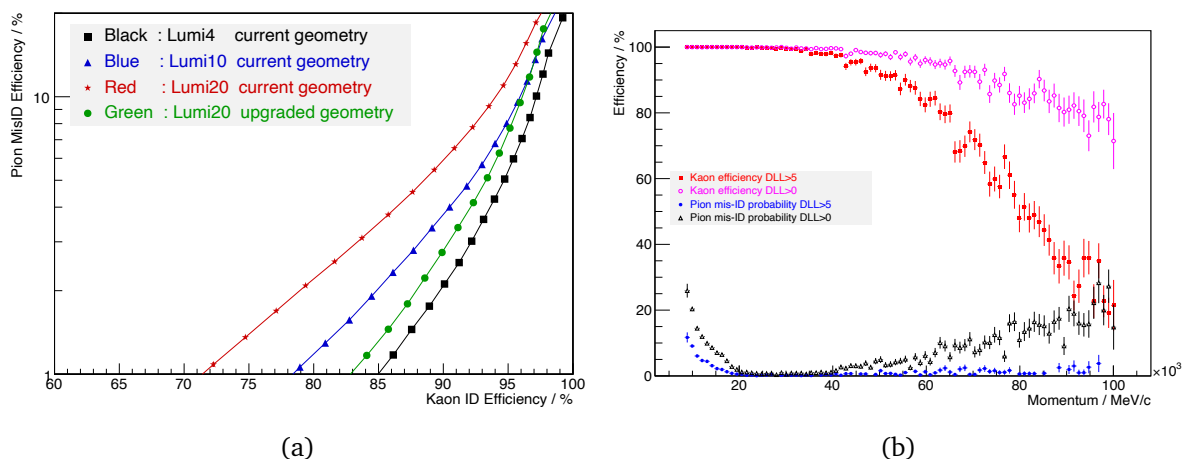 Pion MisID Efficiency / %
10
1
Black : Lumi4 current geometry
Blue : Lumi10 current geometry
Red : Lumi20 current geometry
Green : Lumi20 upgraded geometry
60 65 70 75 80 85 90 95 100
Kaon ID Efficiency / %
(a)
Efficiency / %
100
80
60
40
20
0
Kaon efficiency DLL>5
Kaon efficiency DLL>0
Pion mis-ID probability DLL>5
Pion mis-ID probability DLL>0
0 20 40 60 80 100
×10³
Momentum / MeV/c
(b)